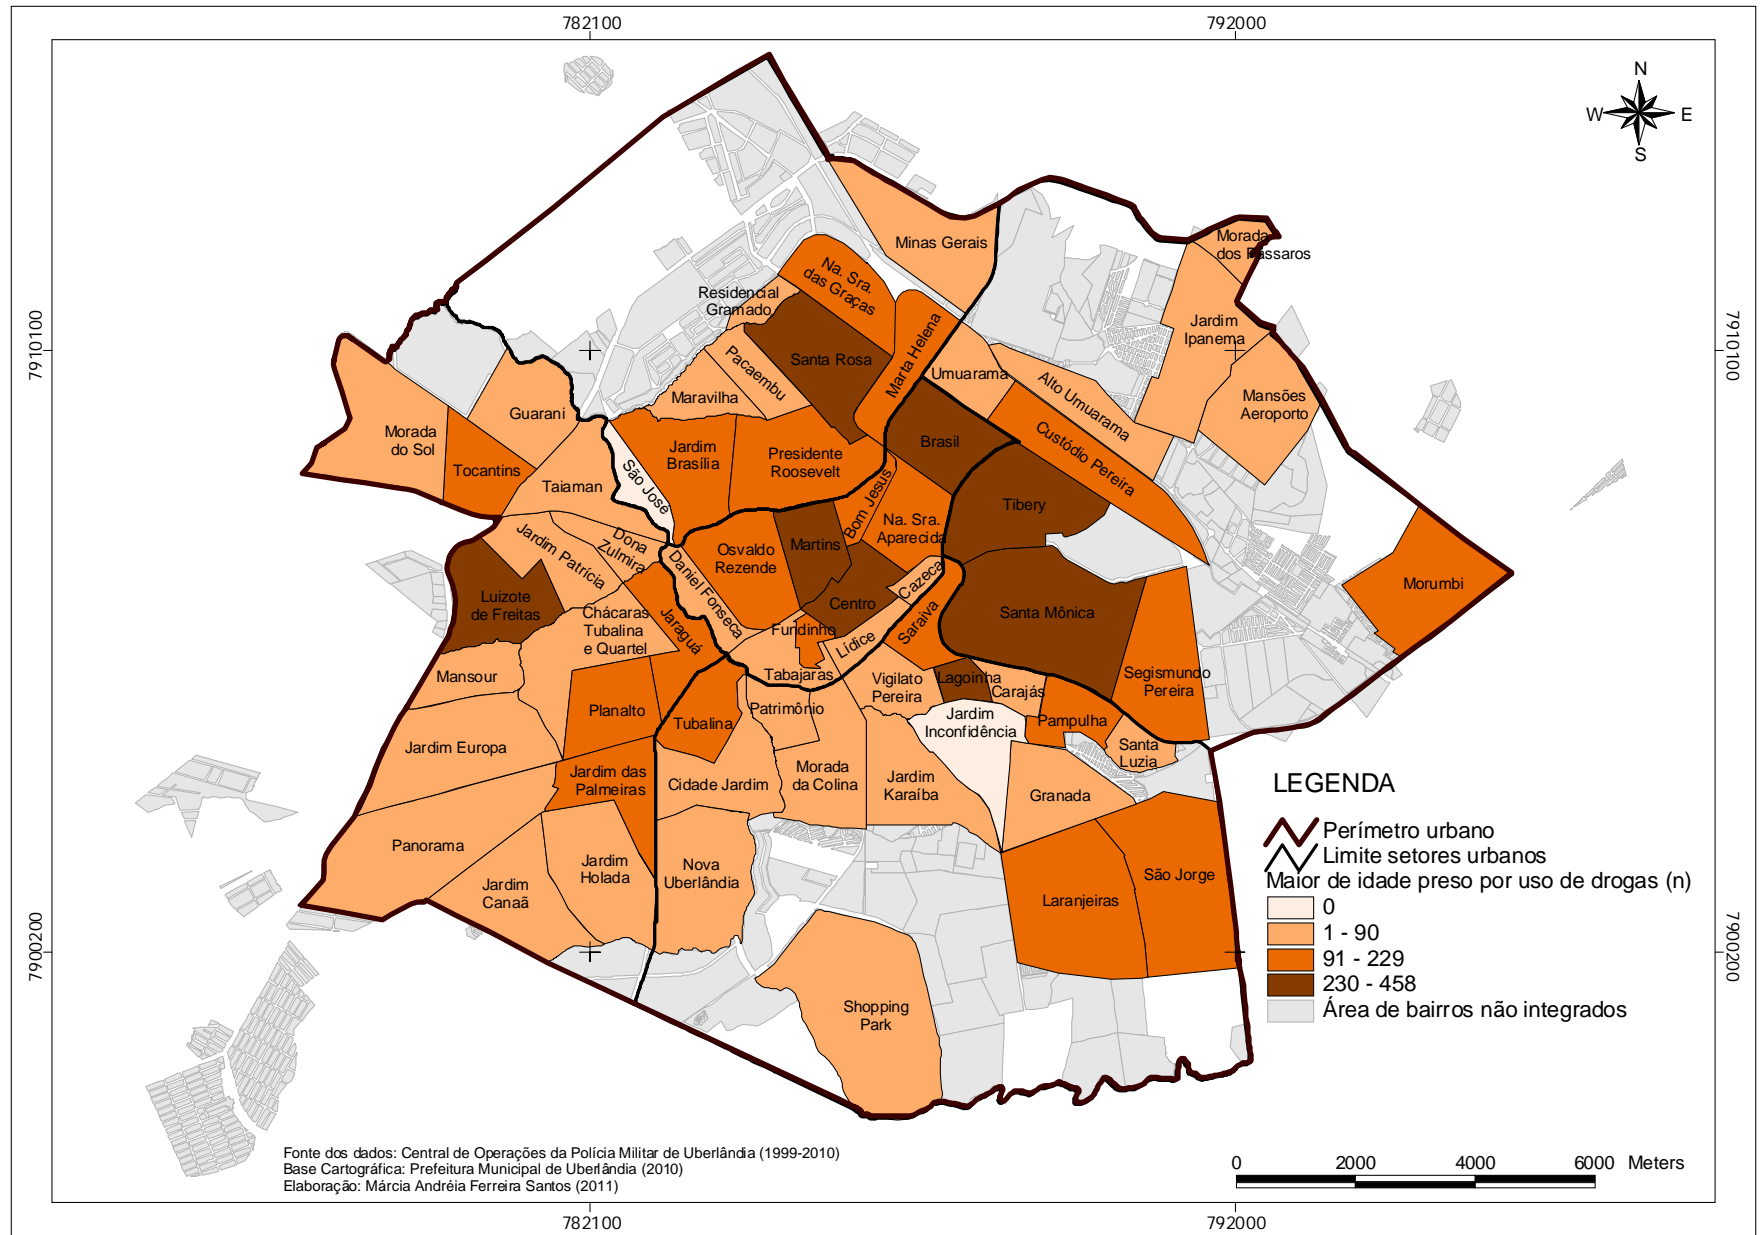 782100
792000
N
W
E
S
7910100
7910100
Minas Gerais
Morada
dos Pássaros
Na. Sra.
das Graças
Residencial
Gramado
Jardim
Ipanema
Santa Rosa
Marta Helena
Pacaembu
Umuarama
Alto Umuarama
Maravilha
Mansões
Aeroporto
Guarani
Morada
do Sol
Tocantins
Jardim
Brasília
Presidente
Roosevelt
Brasil
Custódio Pereira
São José
Taiaman
Bom Jesus
Tibery
Na. Sra.
Aparecida
Jardim Patrícia
Dona
Zulmira
Daniel Fonseca
Osvaldo
Rezende
Martins
Cazeca
Morumbi
Luizote
de Freitas
Chácaras
Tubalina
e Quartel
Jaraguá
Centro
Santa Mônica
Fundinho
Lídice
Saraiva
Mansour
Tabajaras
Vigilato
Pereira
Lagoinha
Carajás
Segismundo
Pereira
Planalto
Tubalina
Patrimônio
Jardim
Inconfidência
Pampulha
Jardim Europa
Santa
Luzia
Jardim das
Palmeiras
Cidade Jardim
Morada
da Colina
Jardim
Karaíba
Granada
Panorama
Jardim
Holada
Nova
Uberlândia
Jardim
Canaã
Laranjeiras
São Jorge
Shopping
Park
LEGENDA
Perímetro urbano
Limite setores urbanos
Maior de idade preso por uso de drogas (n)
0
1 - 90
91 - 229
230 - 458
Área de bairros não integrados
7900200
7900200
Fonte dos dados: Central de Operações da Polícia Militar de Uberlândia (1999-2010)
Base Cartográfica: Prefeitura Municipal de Uberlândia (2010)
Elaboração: Márcia Andréia Ferreira Santos (2011)
0 2000 4000 6000 Meters
782100
792000